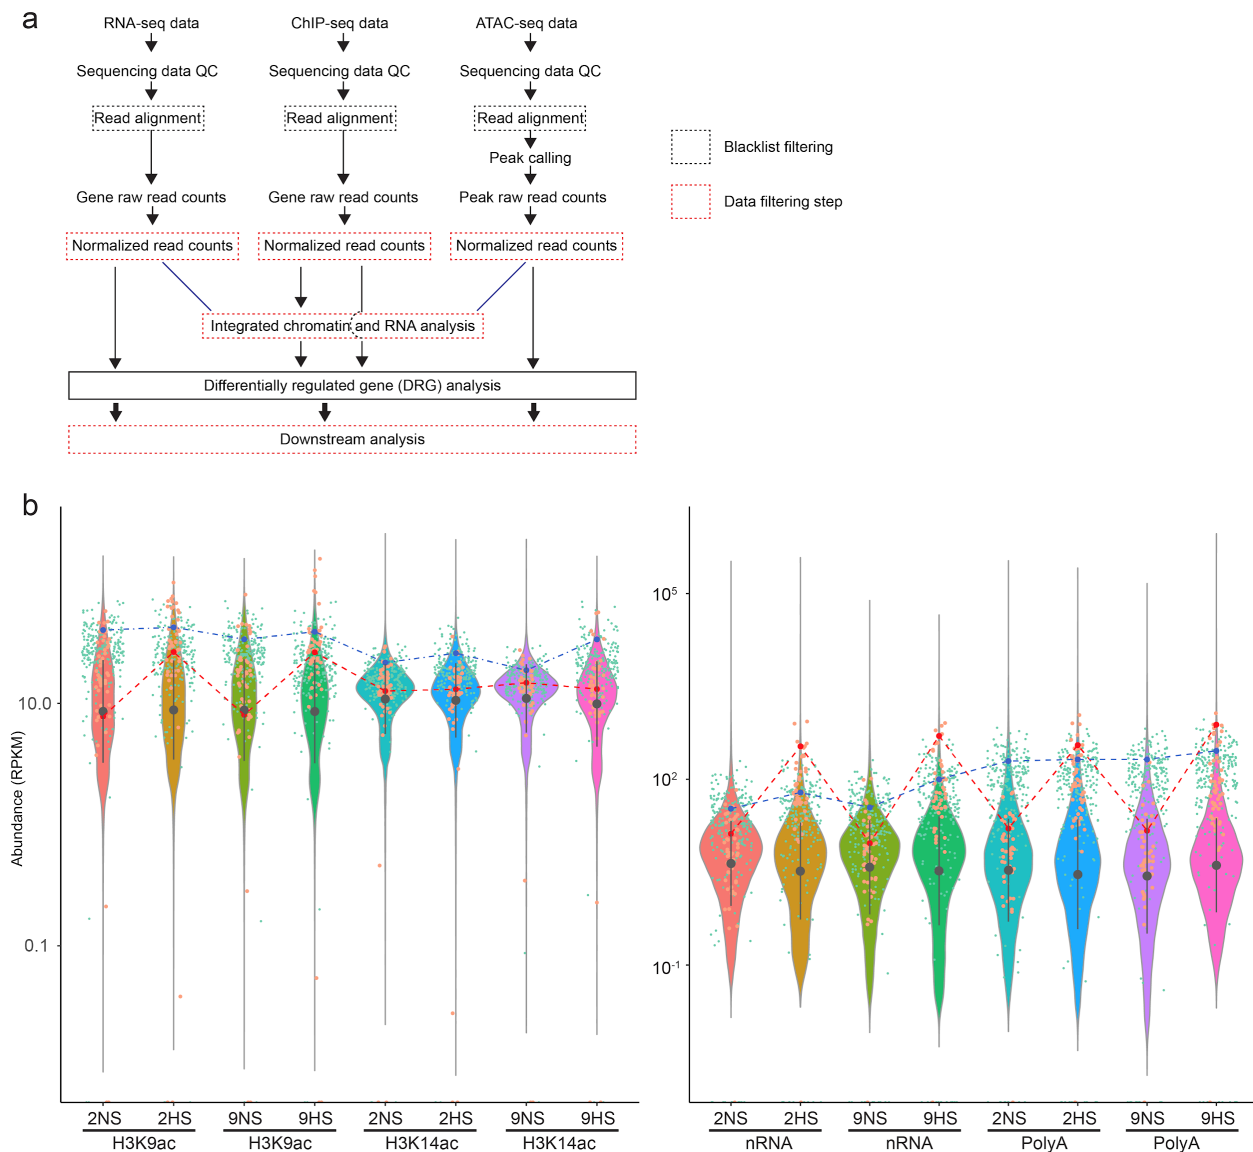 a
RNA-seq data ChIP-seq data ATAC-seq data
Sequencing data QC Sequencing data QC Sequencing data QC
Read alignment Read alignment Read alignment
Blacklist filtering
Peak calling
Gene raw read counts Gene raw read counts Peak raw read counts
Data filtering step
Normalized read counts Normalized read counts Normalized read counts
Integrated chromatin and RNA analysis
Differentially regulated gene (DRG) analysis
Downstream analysis
b
Abundance (RPKM)
10.0
0.1
2NS 2HS 9NS 9HS 2NS 2HS 9NS 9HS
H3K9ac H3K9ac H3K14ac H3K14ac
10^5
10^2
10^-1
2NS 2HS 9NS 9HS 2NS 2HS 9NS 9HS
nRNA nRNA PolyA PolyA